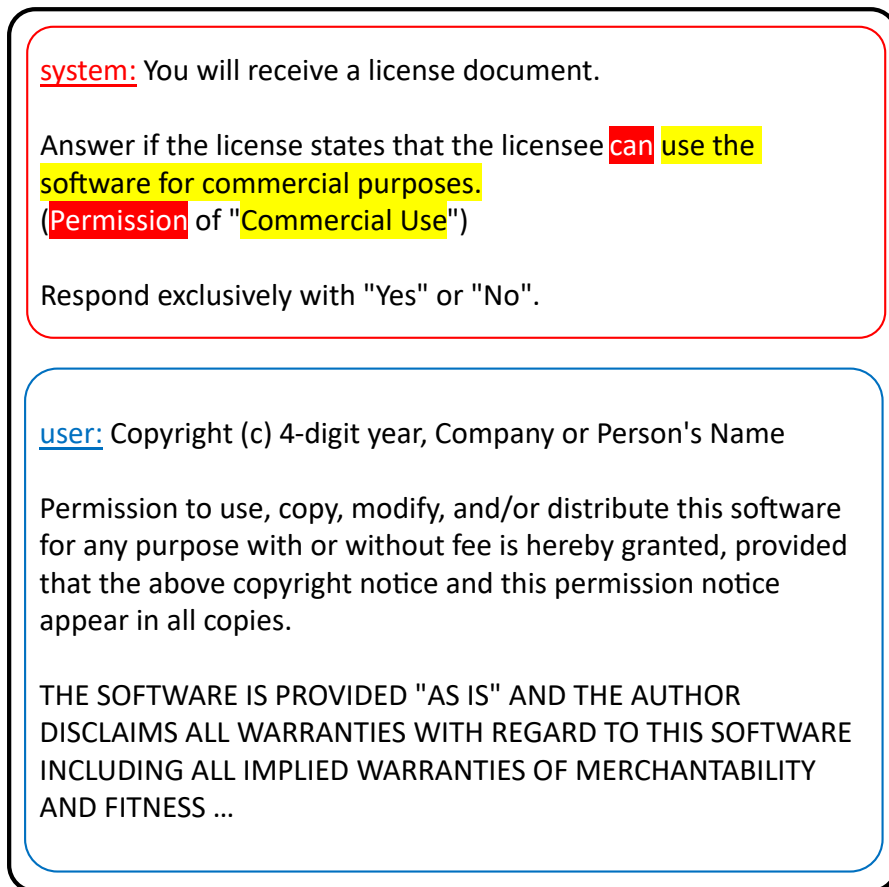 system: You will receive a license document.
Answer if the license states that the licensee can use the
software for commercial purposes.
(Permission of "Commercial Use")
Respond exclusively with "Yes" or "No".
user: Copyright (c) 4-digit year, Company or Person's Name
Permission to use, copy, modify, and/or distribute this software
for any purpose with or without fee is hereby granted, provided
that the above copyright notice and this permission notice
appear in all copies.
THE SOFTWARE IS PROVIDED "AS IS" AND THE AUTHOR
DISCLAIMS ALL WARRANTIES WITH REGARD TO THIS SOFTWARE
INCLUDING ALL IMPLIED WARRANTIES OF MERCHANTABILITY
AND FITNESS ...